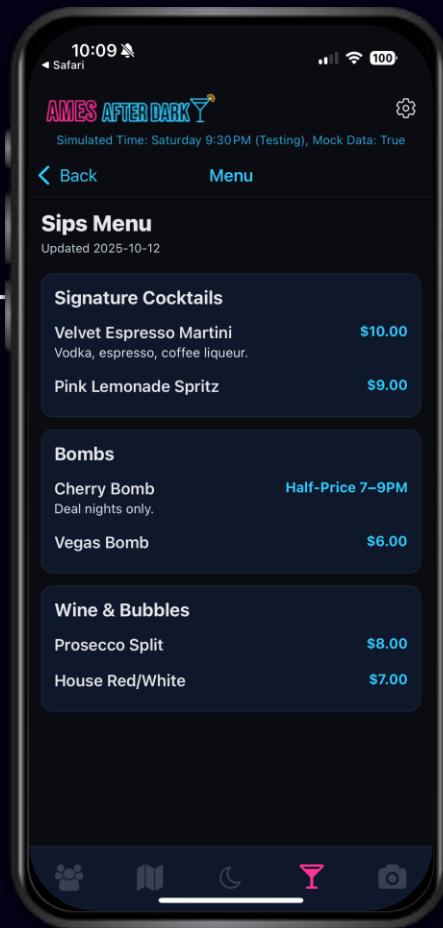 10:09
◀ Safari
100
AMES AFTER DARK
Simulated Time: Saturday 9:30PM (Testing), Mock Data: True
Back
Menu
Sips Menu
Updated 2025-10-12
Signature Cocktails
Velvet Espresso Martini $10.00
Vodka, espresso, coffee liqueur.
Pink Lemonade Spritz $9.00
Bombs
Cherry Bomb Half-Price 7–9PM
Deal nights only.
Vegas Bomb $6.00
Wine & Bubbles
Prosecco Split $8.00
House Red/White $7.00